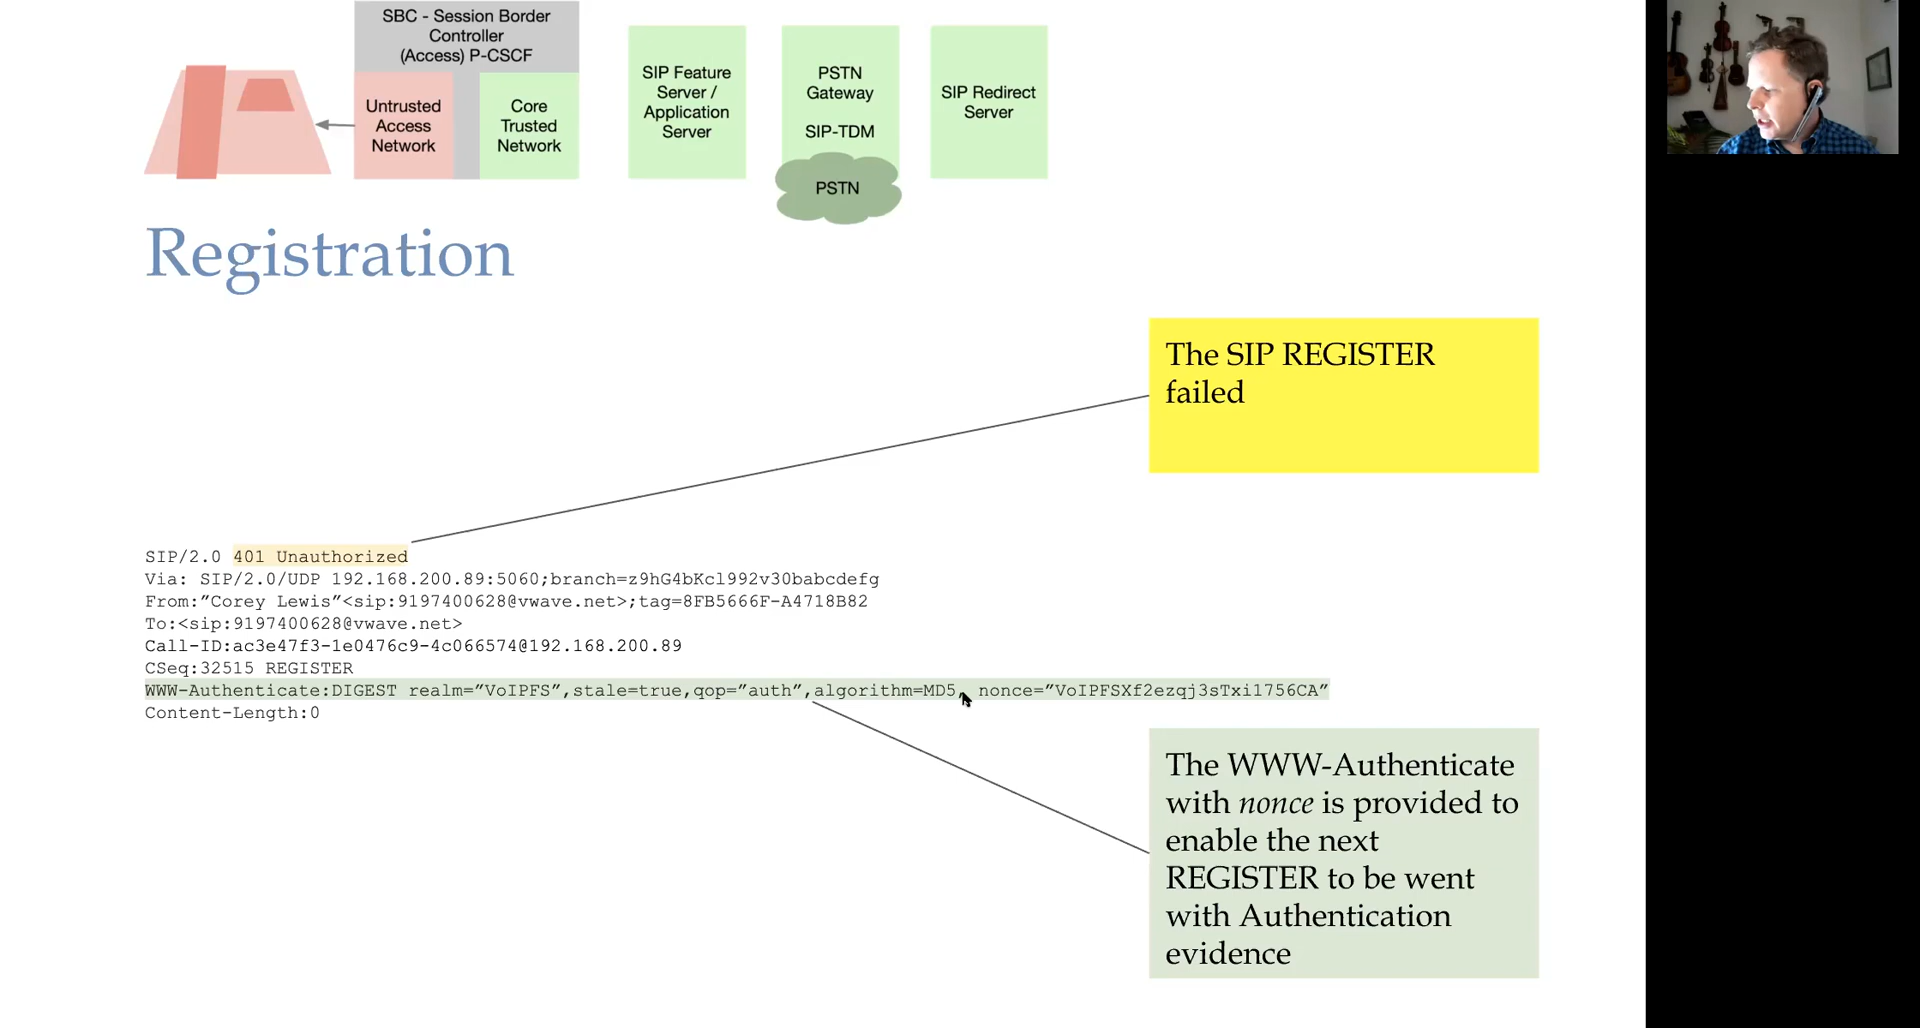 SBC - Session Border
Controller
(Access) P-CSCF
Untrusted
Access
Network
Core
Trusted
Network
SIP Feature
Server /
Application
Server
PSTN
Gateway
SIP-TDM
PSTN
SIP Redirect
Server
Registration
The SIP REGISTER
failed
SIP/2.0 401 Unauthorized
Via: SIP/2.0/UDP 192.168.200.89:5060;branch=z9hG4bKcl992v30babcdefg
From:”Corey Lewis”<sip:9197400628@vwave.net>;tag=8FB5666F-A4718B82
To:<sip:9197400628@vwave.net>
Call-ID:ac3e47f3-1e0476c9-4c066574@192.168.200.89
CSeq:32515 REGISTER
WWW-Authenticate:DIGEST realm=”VoIPFS”,stale=true,qop=”auth”,algorithm=MD5, nonce=”VoIPFSXf2ezqj3sTxi1756CA”
Content-Length:0
The WWW-Authenticate
with nonce is provided to
enable the next
REGISTER to be went
with Authentication
evidence